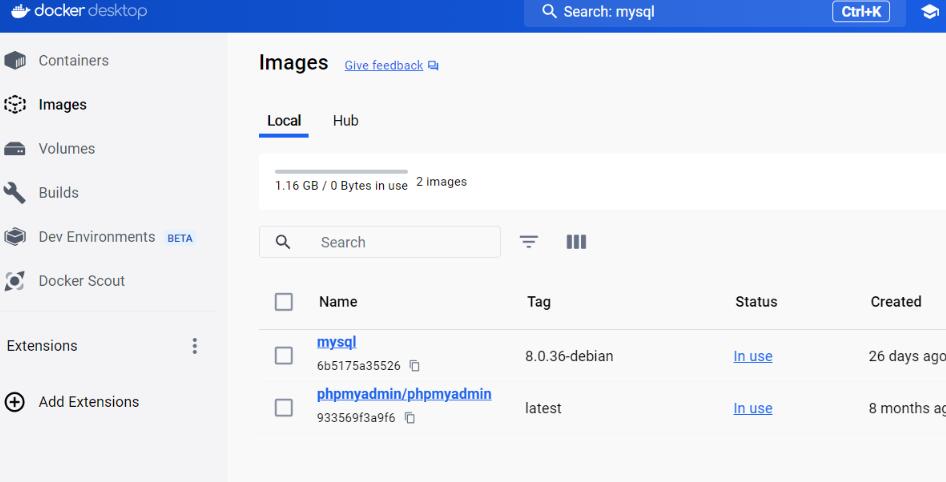 docker desktop
Search: mysql
Ctrl+K
Containers
Images
Volumes
Builds
Dev Environments BETA
Docker Scout
Extensions
Add Extensions
Images Give feedback
Local Hub
1.16 GB / 0 Bytes in use 2 images
Search
Name Tag Status Created
mysql
6b5175a35526 8.0.36-debian In use 26 days ago
phpmyadmin/phpmyadmin
933569f3a9f6 latest In use 8 months